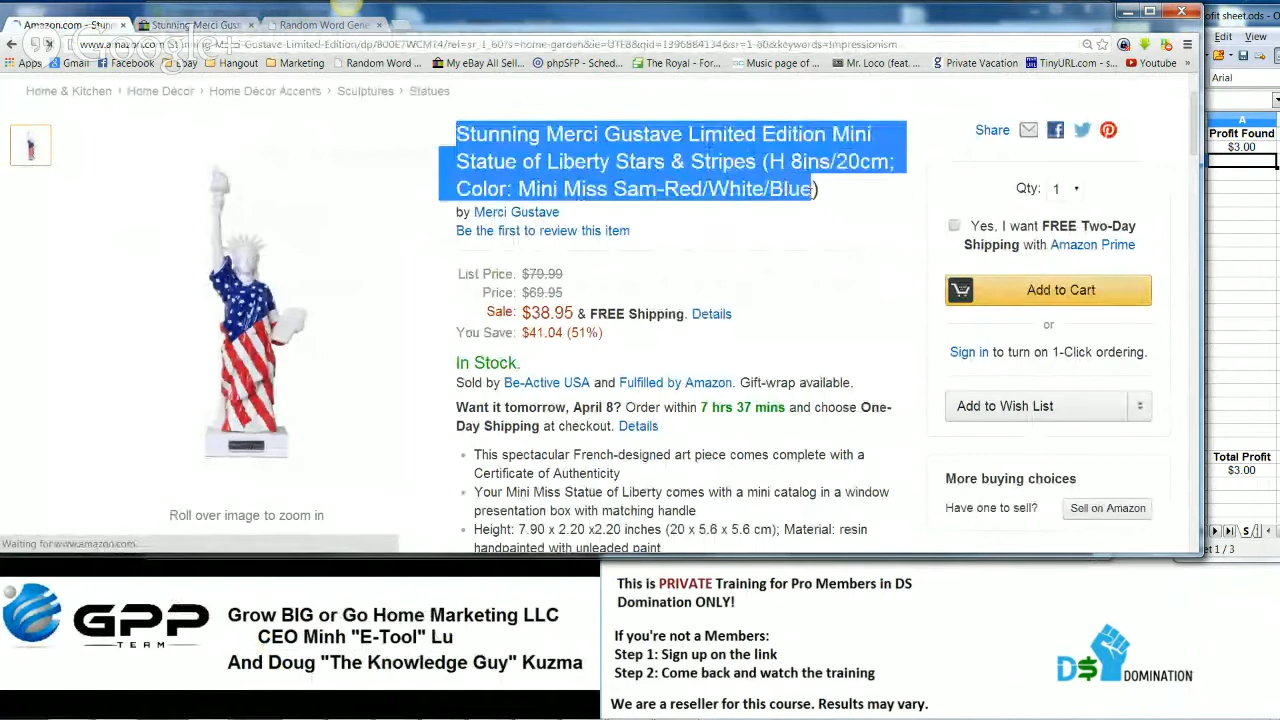 Amazon.com - Stunn
Stunning Merci Gust
Random Word Gene
Profit sheet.ods - O
Edit View
Apps Gmail Facebook Business Hangout Marketing Random Word My eBay All Sell... phpSFP - Sched... The Royal - For... Music page of ... Mr. Loco (feat. ... Private Vacation TinyURL.com - s... Youtube »
Arial
Home & Kitchen › Home Décor › Home Décor Accents › Sculptures › Statues
A
Profit Found
$3.00
Stunning Merci Gustave Limited Edition Mini
Statue of Liberty Stars & Stripes (H 8ins/20cm;
Color: Mini Miss Sam-Red/White/Blue)
by Merci Gustave
Be the first to review this item
List Price: $79.99
Price: $69.95
Sale: $38.95 & FREE Shipping. Details
You Save: $41.04 (51%)
In Stock.
Sold by Be-Active USA and Fulfilled by Amazon. Gift-wrap available.
Want it tomorrow, April 8? Order within 7 hrs 37 mins and choose One-
Day Shipping at checkout. Details
This spectacular French-designed art piece comes complete with a
Certificate of Authenticity
Your Mini Miss Statue of Liberty comes with a mini catalog in a window
presentation box with matching handle
Height: 7.90 x 2.20 x2.20 inches (20 x 5.6 x 5.6 cm); Material: resin
handpainted with unleaded paint
Roll over image to zoom in
Waiting for www.amazon.com...
Share
Qty: 1
Yes, I want FREE Two-Day
Shipping with Amazon Prime
Add to Cart
or
Sign in to turn on 1-Click ordering.
Add to Wish List
More buying choices
Have one to sell? Sell on Amazon
Total Profit
$3.00
et 1 / 3
GPP
TEAM
Grow BIG or Go Home Marketing LLC
CEO Minh "E-Tool" Lu
And Doug "The Knowledge Guy" Kuzma
This is PRIVATE Training for Pro Members in DS
Domination ONLY!
If you're not a Members:
Step 1: Sign up on the link
Step 2: Come back and watch the training
We are a reseller for this course. Results may vary.
D$ DOMINATION